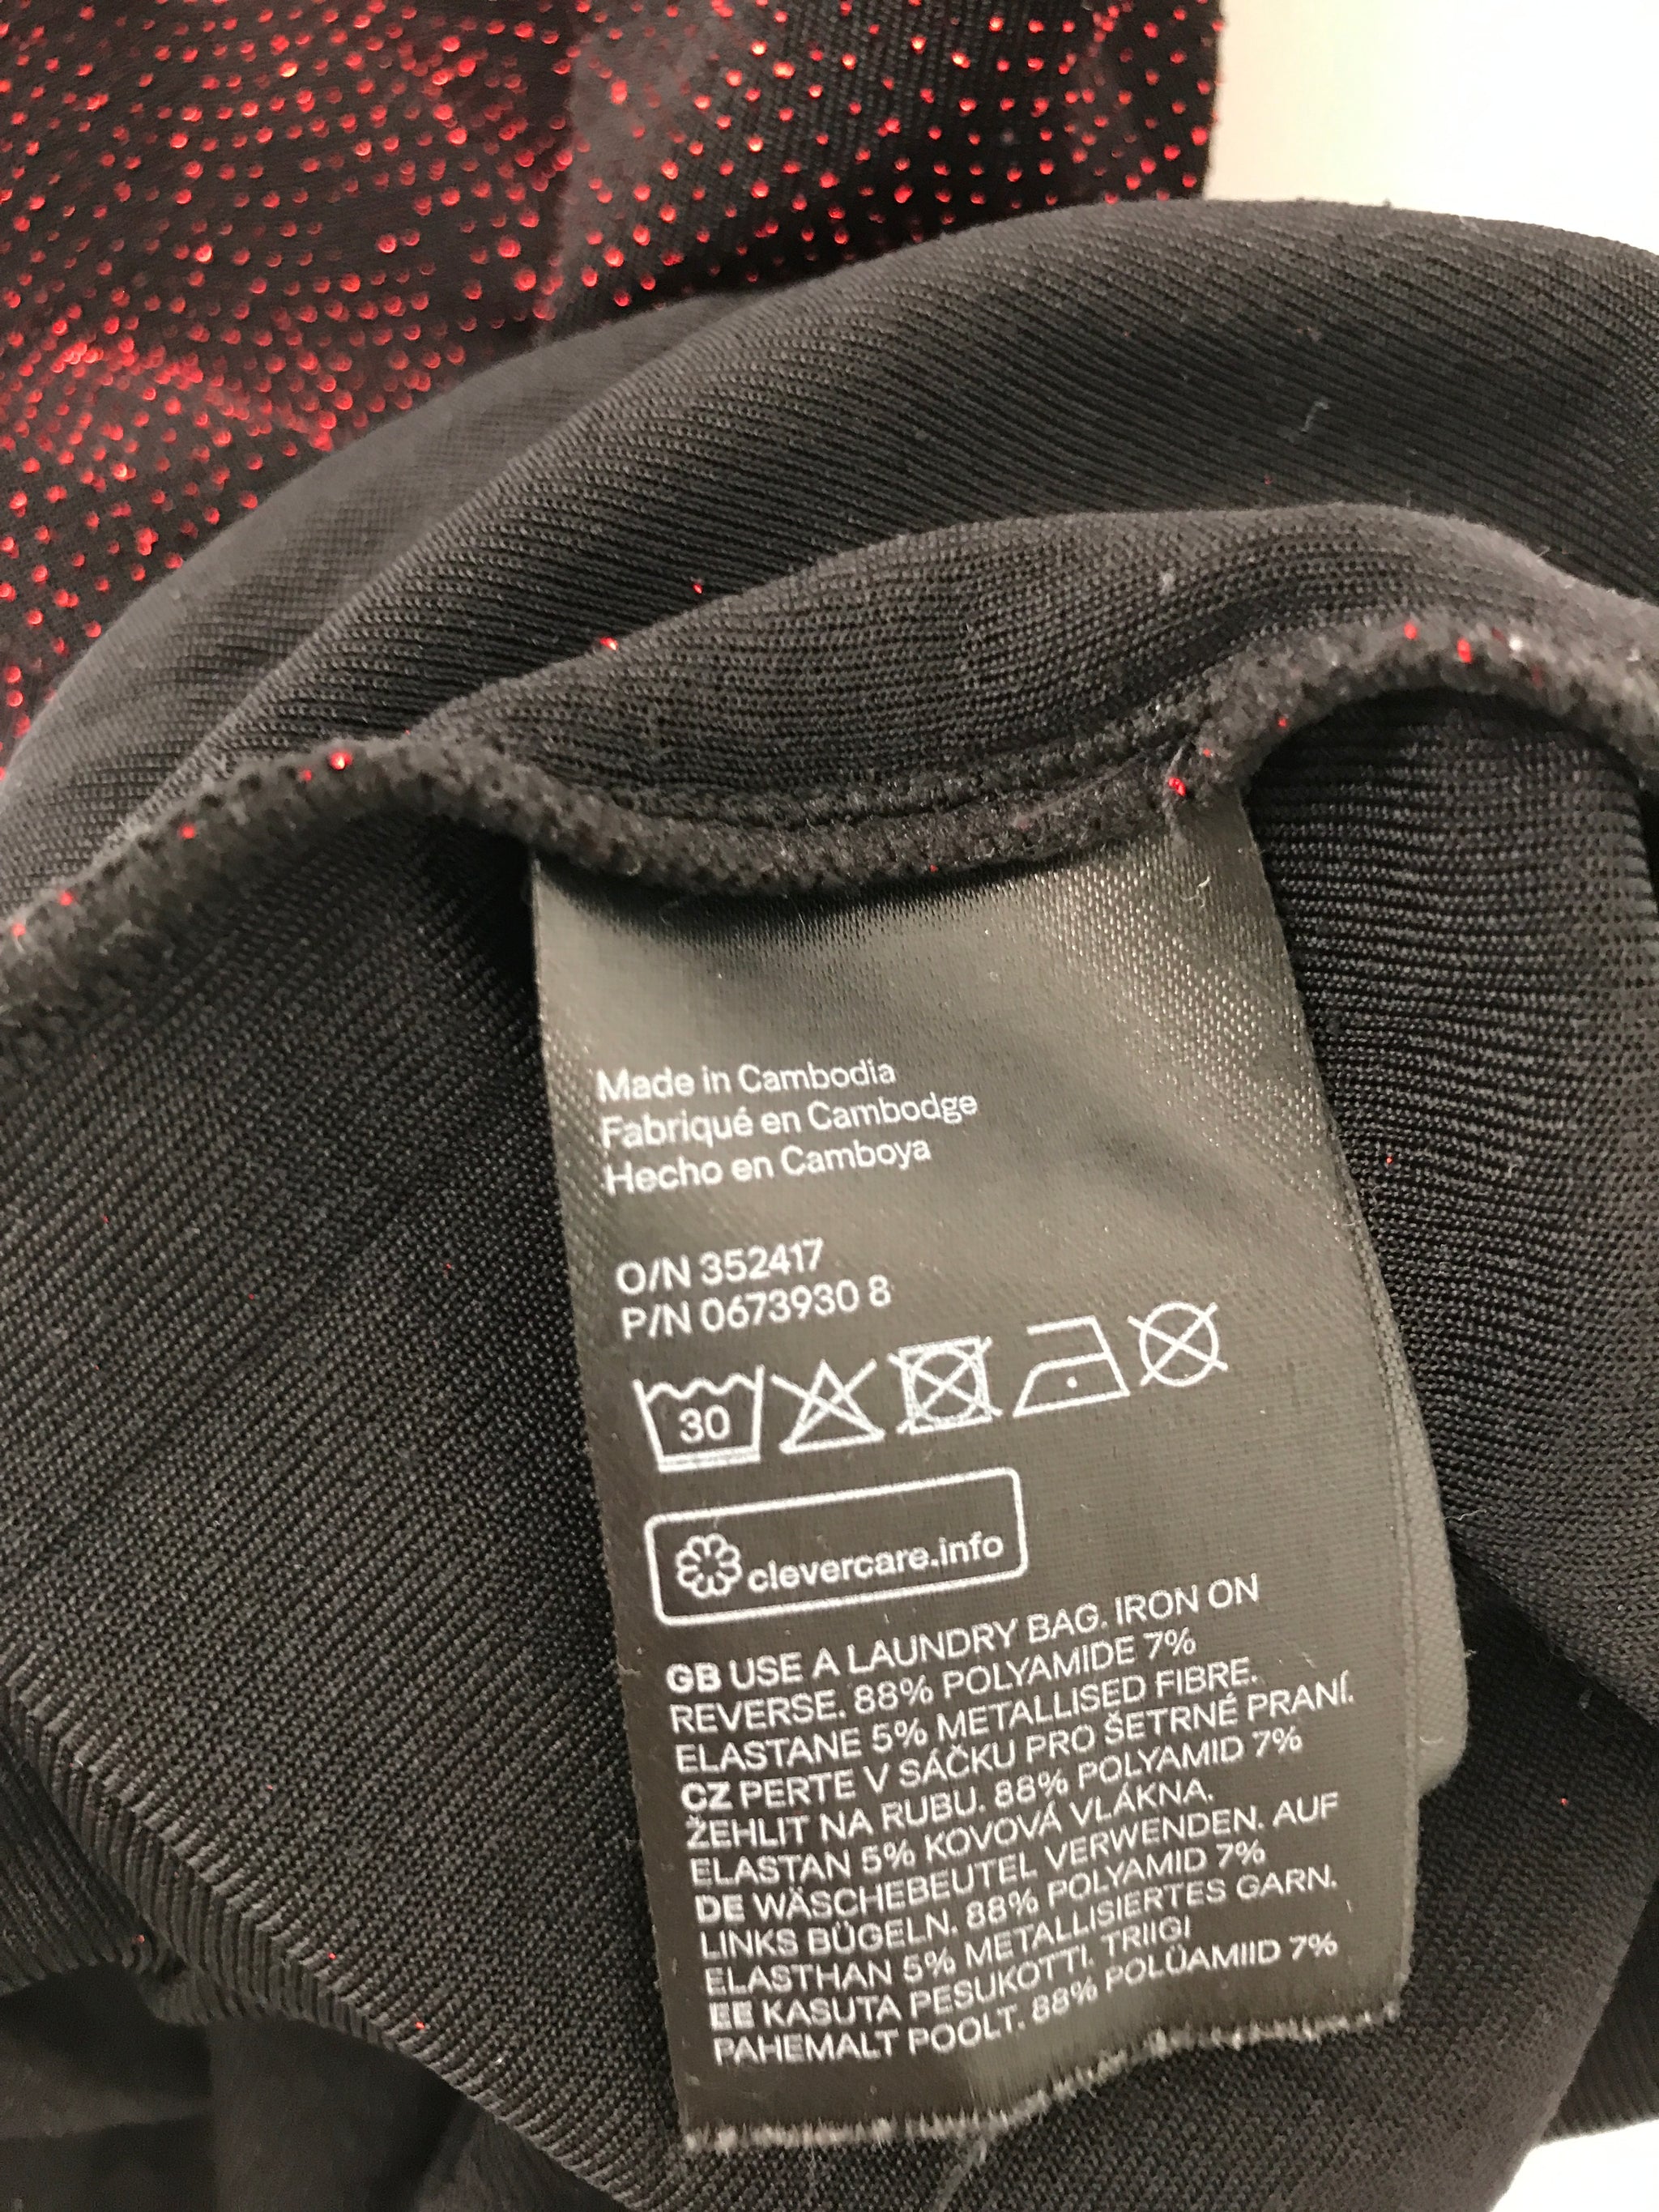 Made in Cambodia
Fabriqué en Cambodge
Hecho en Camboya
O/N 352417
P/N 0673930 8
30
clevercare.info
GB USE A LAUNDRY BAG. IRON ON
REVERSE. 88% POLYAMIDE 7%
ELASTANE 5% METALLISED FIBRE.
CZ PERTE V SÁČKU PRO ŠETRNÉ PRANÍ.
ŽEHLIT NA RUBU. 88% POLYAMID 7%
ELASTAN 5% KOVOVÁ VLÁKNA.
DE WÄSCHEBEUTEL VERWENDEN. AUF
LINKS BÜGELN. 88% POLYAMID 7%
ELASTHAN 5% METALLISIERTES GARN.
EE KASUTA PESUKOTTI. TRIIGI
PAHEMALT POOLT. 88% POLÜAMIID 7%